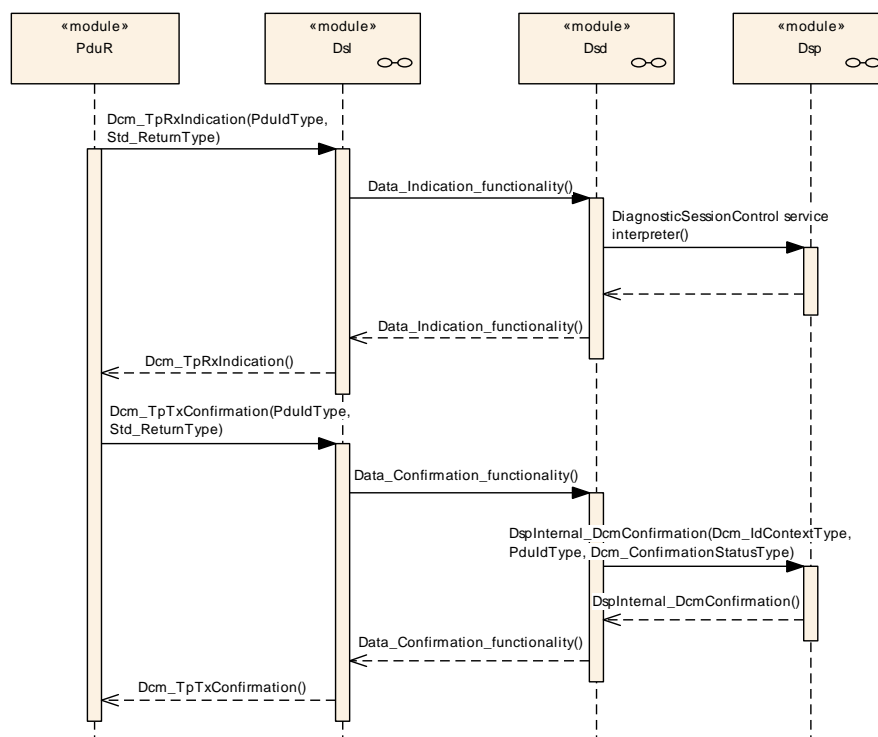 «module»
PduR
«module»
Dsl
«module»
Dsd
«module»
Dsp
Dcm_TpRxIndication(PduIdType,
Std_ReturnType)
Data_Indication_functionality()
DiagnosticSessionControl service
interpreter()
Data_Indication_functionality()
Dcm_TpRxIndication()
Dcm_TpTxConfirmation(PduIdType,
Std_ReturnType)
Data_Confirmation_functionality()
DspInternal_DcmConfirmation(Dcm_IdContextType,
PduIdType, Dcm_ConfirmationStatusType)
DspInternal_DcmConfirmation()
Data_Confirmation_functionality()
Dcm_TpTxConfirmation()